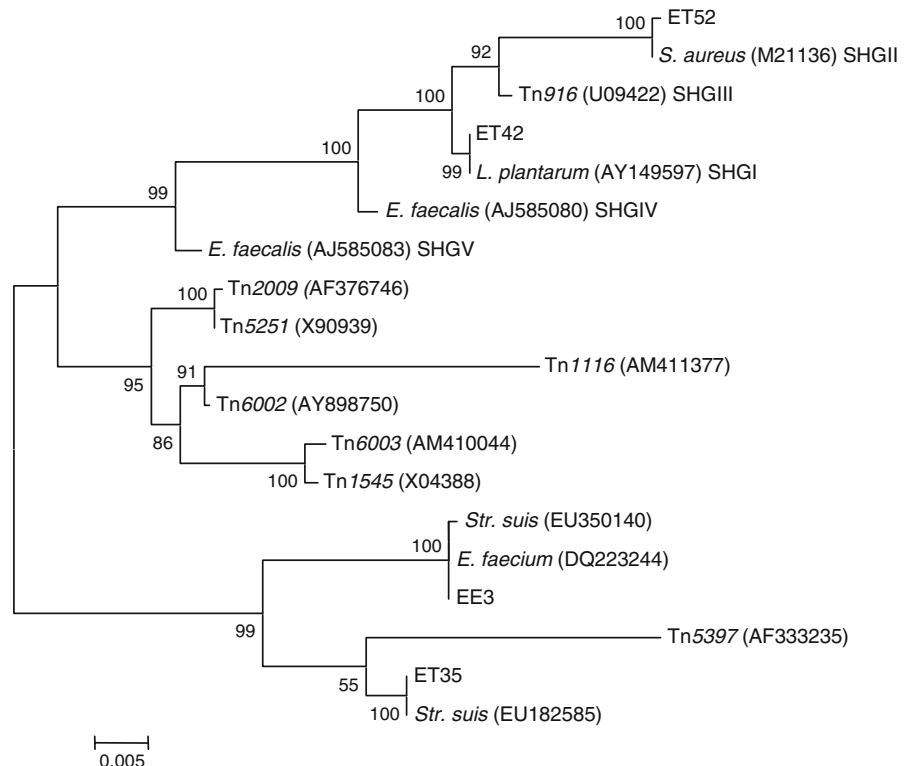 100 ET52
S. aureus (M21136) SHGII
92
Tn916 (U09422) SHGIII
100
ET42
99 L. plantarum (AY149597) SHGI
100
E. faecalis (AJ585080) SHGIV
99
E. faecalis (AJ585083) SHGV
100 Tn2009 (AF376746)
Tn5251 (X90939)
95
91 Tn1116 (AM411377)
Tn6002 (AY898750)
86
Tn6003 (AM410044)
100 Tn1545 (X04388)
Str. suis (EU350140)
100 E. faecium (DQ223244)
EE3
99
Tn5397 (AF333235)
55 ET35
100 Str. suis (EU182585)
0.005